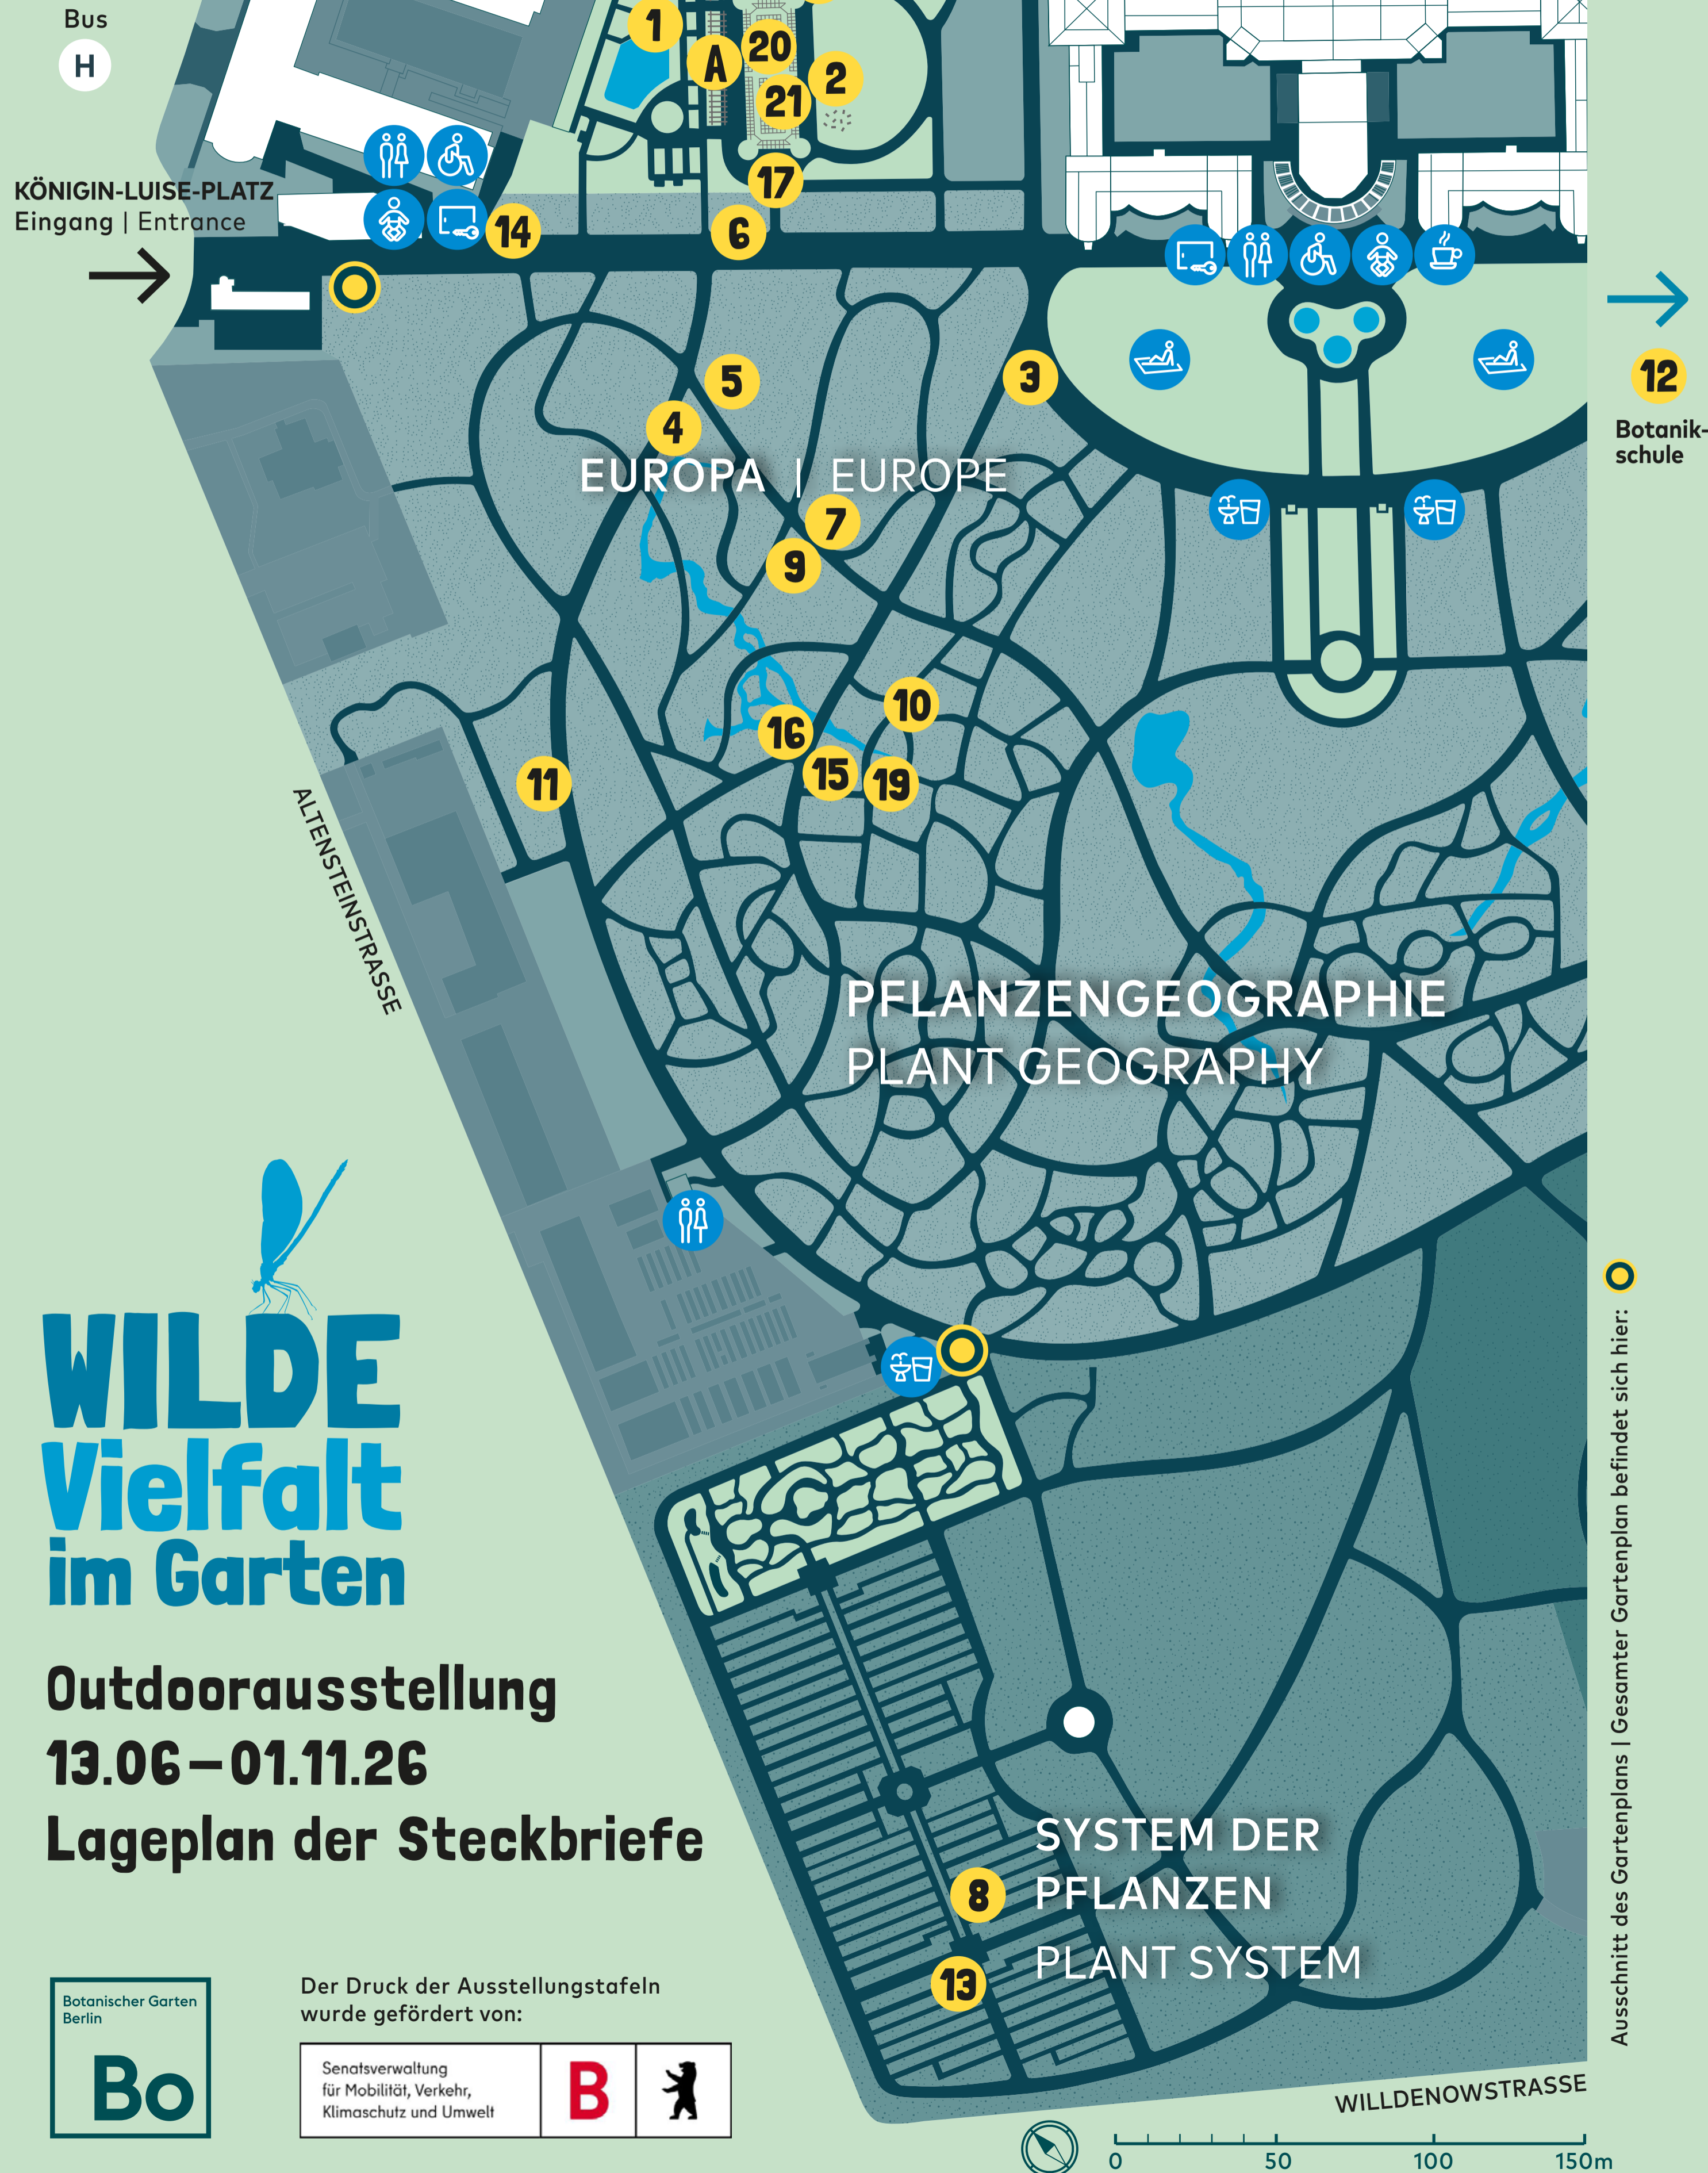 Bus
H
1
A
20
2
21
17
6
14
KÖNIGIN-LUISE-PLATZ
Eingang | Entrance
5
4
3
12
Botanik-
schule
EUROPA | EUROPE
7
9
10
16
15
19
11
ALTENSTEINSTRASSE
PFLANZENGEOGRAPHIE
PLANT GEOGRAPHY
WILDE
Vielfalt
im Garten
Outdoorausstellung
13.06–01.11.26
Lageplan der Steckbriefe
SYSTEM DER
PFLANZEN
PLANT SYSTEM
8
13
Ausschnitt des Gartenplans | Gesamter Gartenplan befindet sich hier:
Botanischer Garten
Berlin
Bo
Der Druck der Ausstellungstafeln
wurde gefördert von:
Senatsverwaltung
für Mobilität, Verkehr,
Klimaschutz und Umwelt
B
WILLDENOWSTRASSE
0 50 100 150m